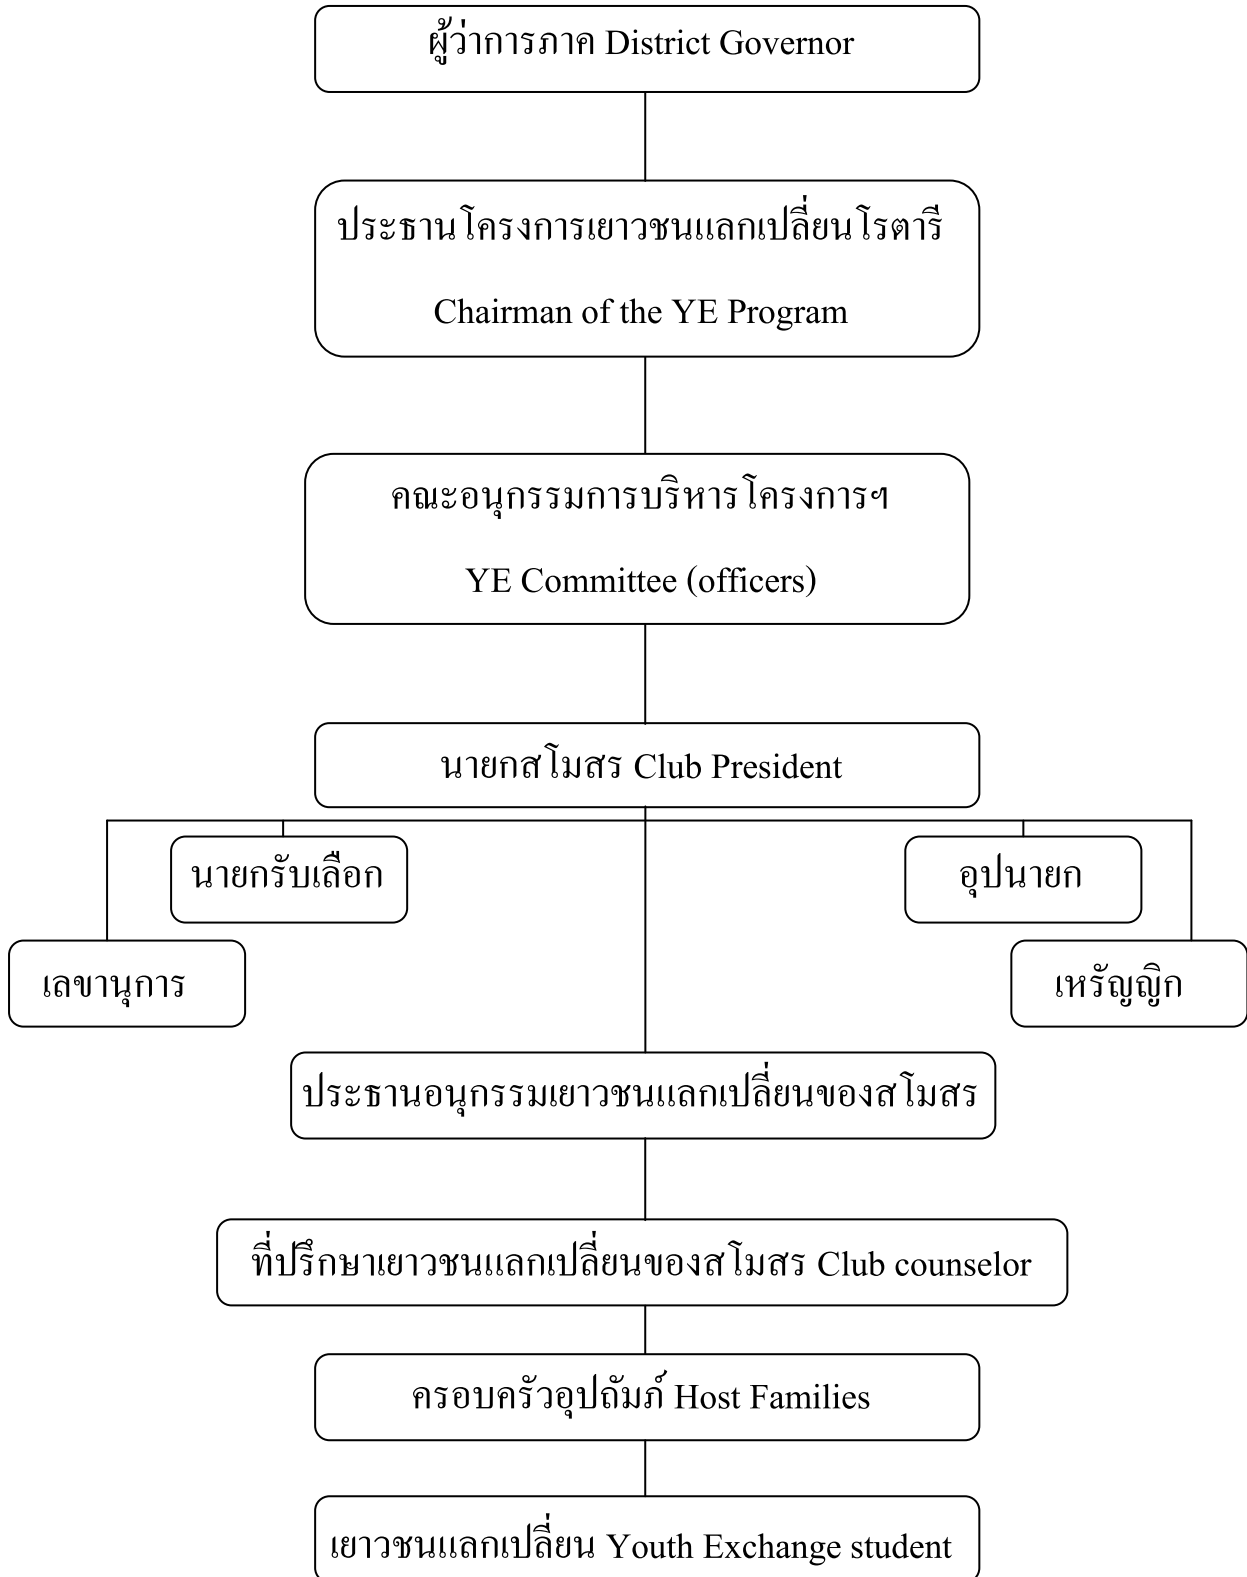 ผู้ว่าการภาค District Governor
ประธานโครงการเยาวชนแลกเปลี่ยนโรตารี
Chairman of the YE Program
คณะอนุกรรมการบริหารโครงการฯ
YE Committee (officers)
นายกสโมสร Club President
นายกรับเลือก
อุปนายก
เลขานุการ
เหรัญญิก
ประธานอนุกรรมเยาวชนแลกเปลี่ยนของสโมสร
ที่ปรึกษาเยาวชนแลกเปลี่ยนของสโมสร Club counselor
ครอบครัวอุปถัมภ์ Host Families
เยาวชนแลกเปลี่ยน Youth Exchange student